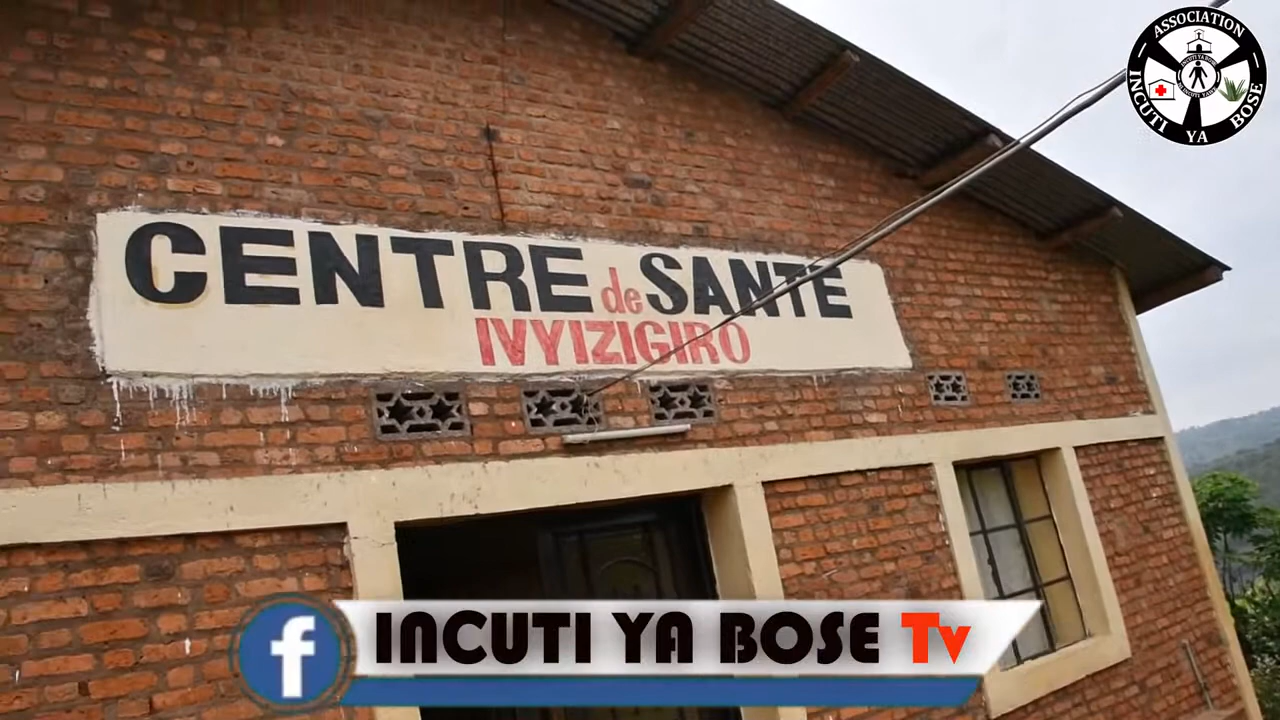 ASSOCIATION
INCUTI YA BOSE
CENTRE de SANTE
IVYIZIGIRO
f INCUTI YA BOSE Tv